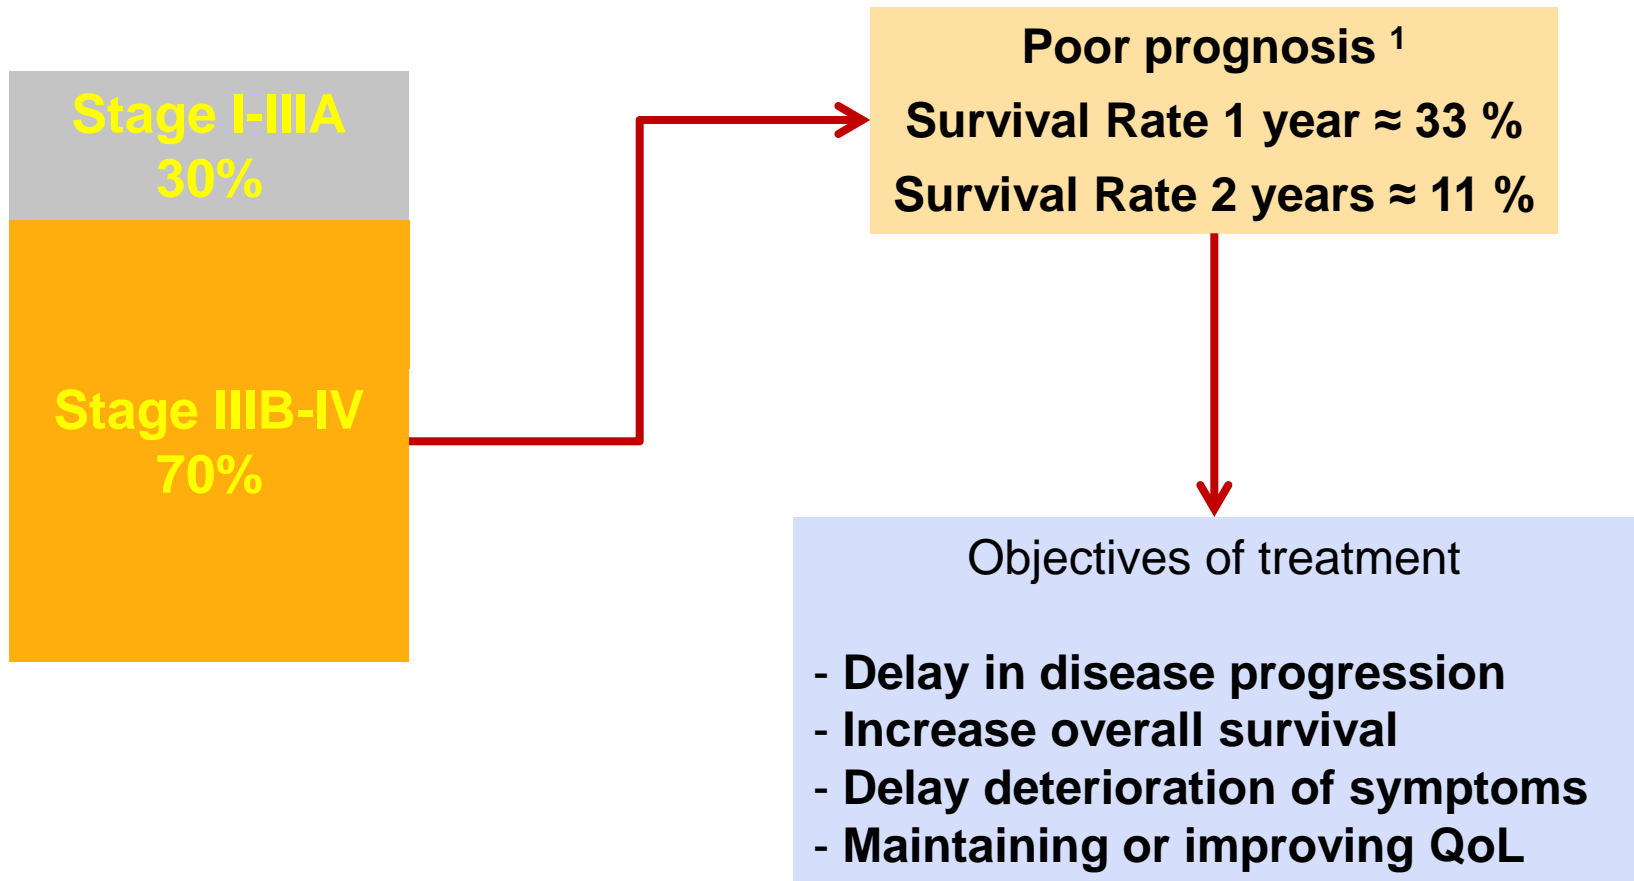 Stage I-IIIA
30%
Stage IIIB-IV
70%
Poor prognosis ¹
Survival Rate 1 year ≈ 33 %
Survival Rate 2 years ≈ 11 %
Objectives of treatment
- Delay in disease progression
- Increase overall survival
- Delay deterioration of symptoms
- Maintaining or improving QoL